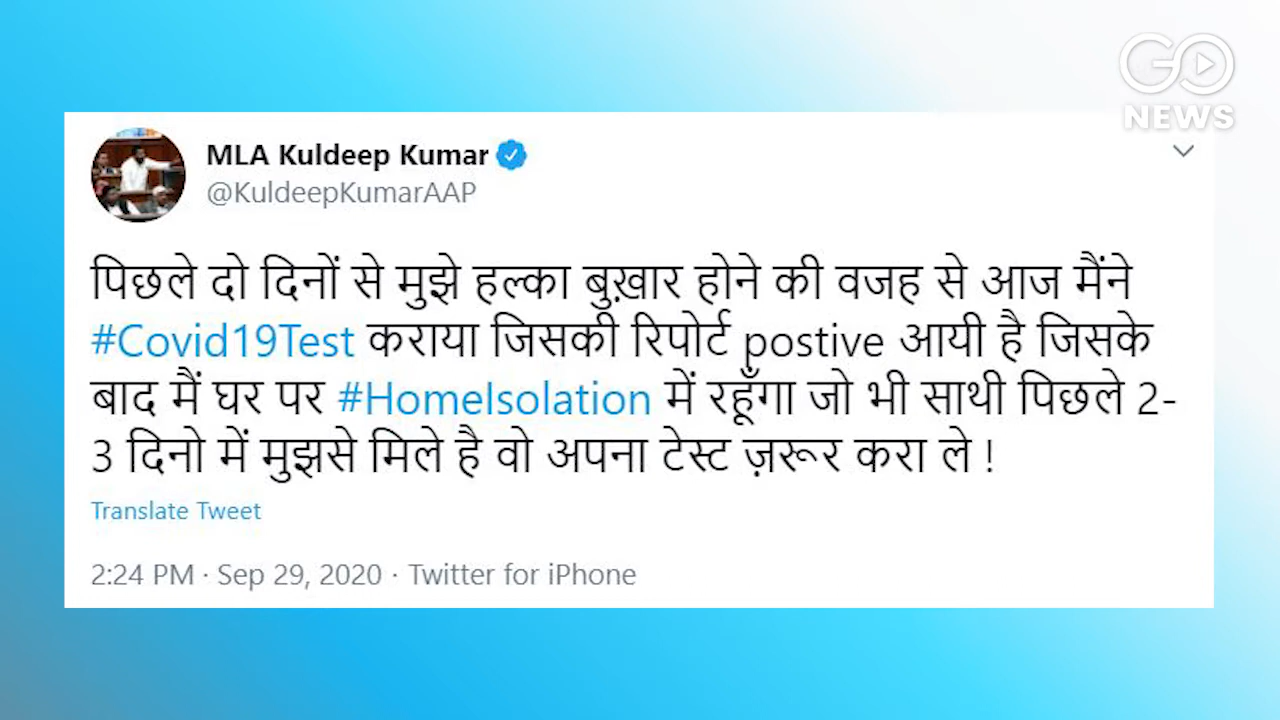 GO
NEWS
MLA Kuldeep Kumar
@KuldeepKumarAAP
पिछले दो दिनों से मुझे हल्का बुख़ार होने की वजह से आज मैंने
#Covid19Test कराया जिसकी रिपोर्ट postive आयी है जिसके
बाद मैं घर पर #HomeIsolation में रहूँगा जो भी साथी पिछले 2-
3 दिनो में मुझसे मिले है वो अपना टेस्ट ज़रूर करा ले !
Translate Tweet
2:24 PM · Sep 29, 2020 · Twitter for iPhone